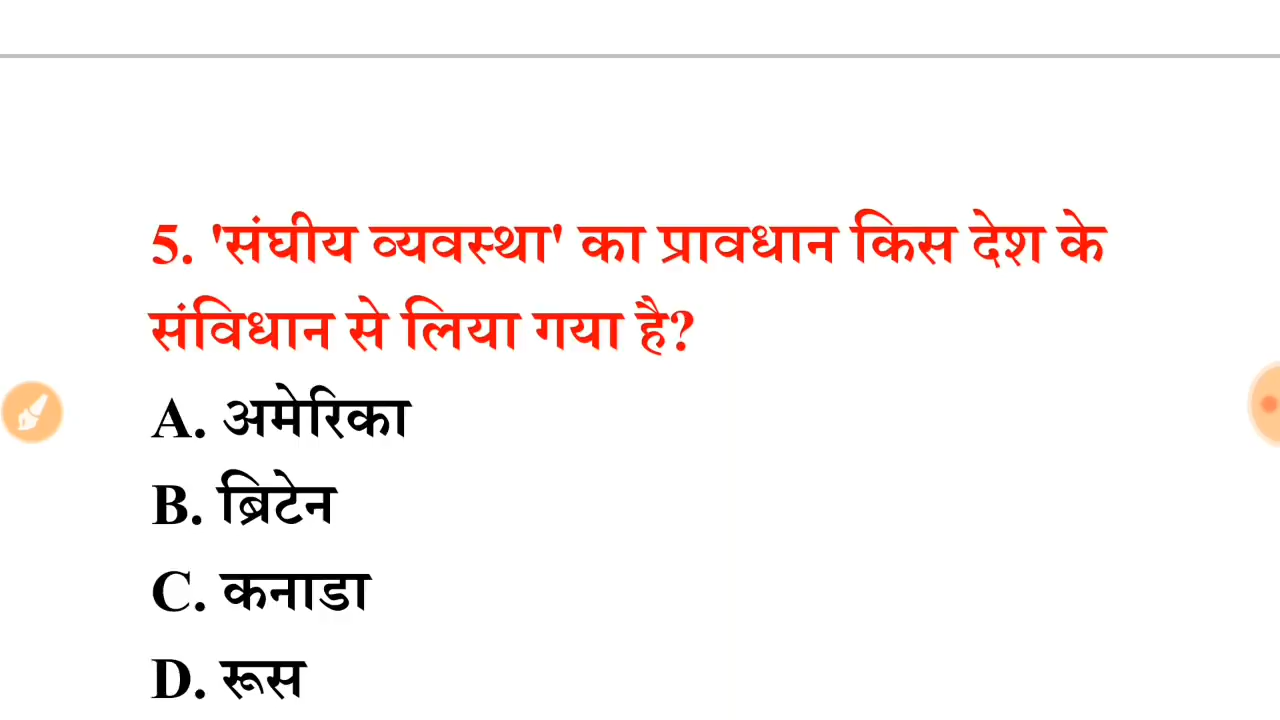 5. 'संघीय व्यवस्था' का प्रावधान किस देश के
संविधान से लिया गया है?
A. अमेरिका
B. ब्रिटेन
C. कनाडा
D. रूस